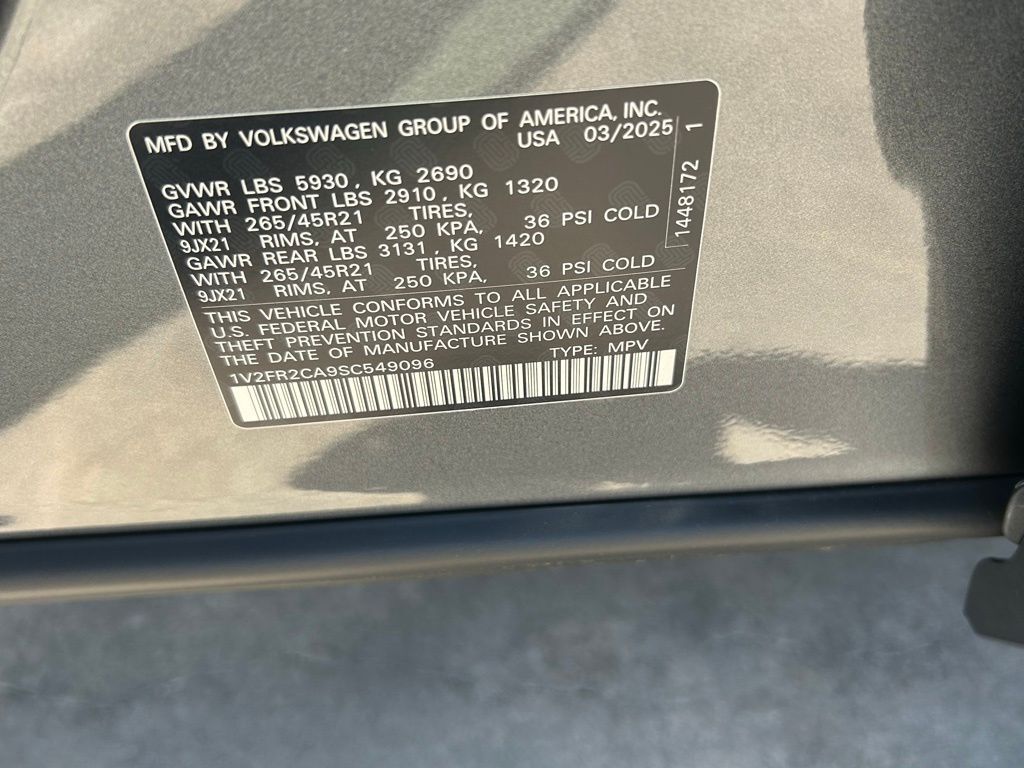 MFD BY VOLKSWAGEN GROUP OF AMERICA, INC.
USA 03/2025
GVWR LBS 5930, KG 2690
GAWR FRONT LBS 2910, KG 1320
WITH 265/45R21 TIRES,
9JX21 RIMS, AT 250 KPA, 36 PSI COLD
GAWR REAR LBS 3131, KG 1420
WITH 265/45R21 TIRES,
9JX21 RIMS, AT 250 KPA, 36 PSI COLD
THIS VEHICLE CONFORMS TO ALL APPLICABLE
U.S. FEDERAL MOTOR VEHICLE SAFETY AND
THEFT PREVENTION STANDARDS IN EFFECT ON
THE DATE OF MANUFACTURE SHOWN ABOVE.
1V2FR2CA9SC549096 TYPE: MPV
1448172 1